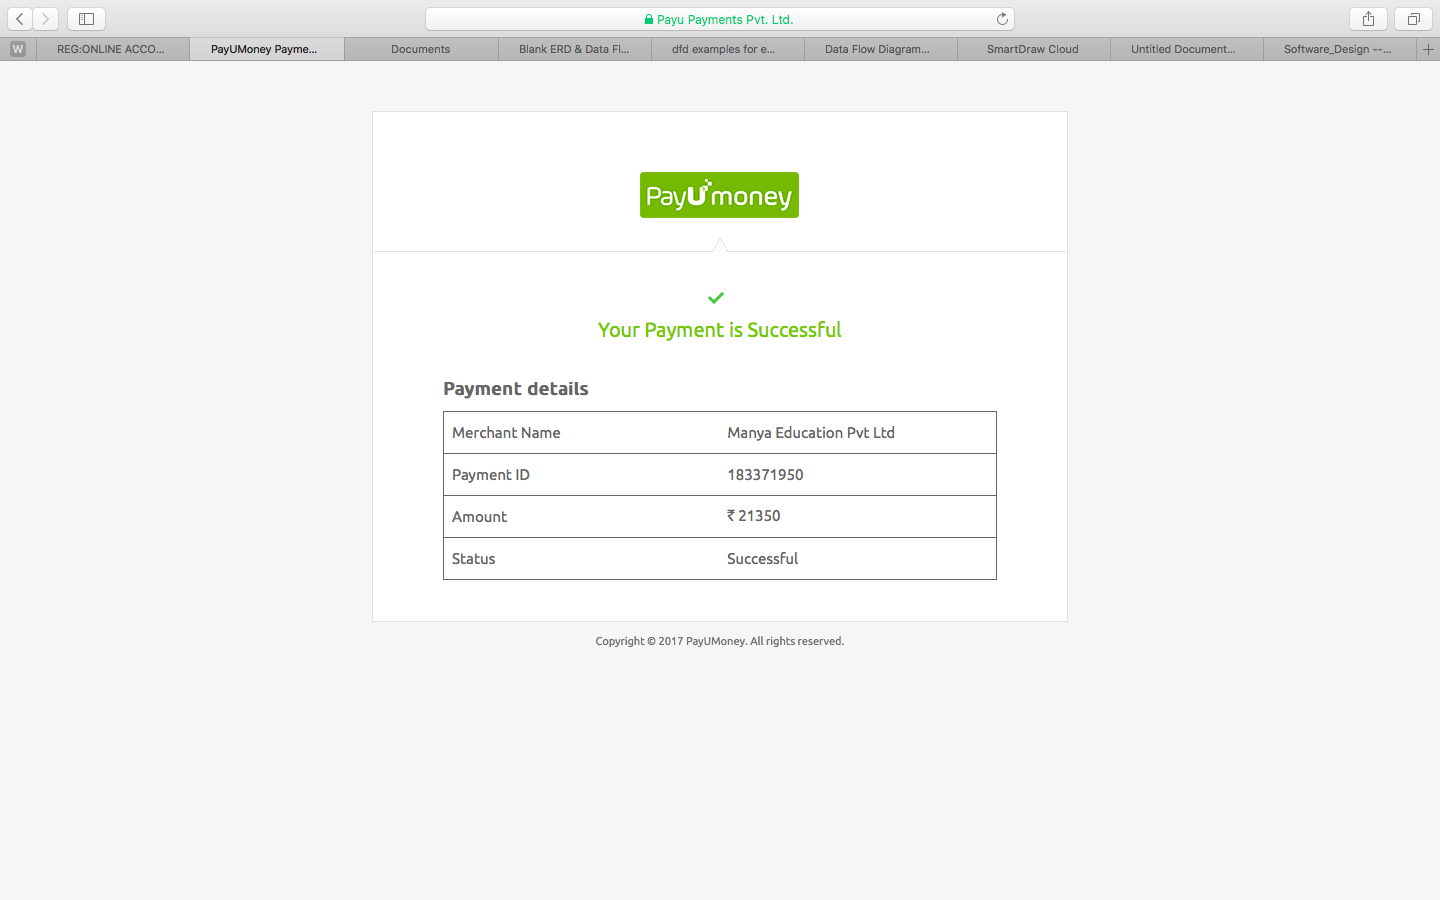 Payu Payments Pvt. Ltd.
W
REG:ONLINE ACCO...
PayUMoney Payme...
Documents
Blank ERD & Data Fl...
dfd examples for e...
Data Flow Diagram...
SmartDraw Cloud
Untitled Document...
Software_Design --...
PayUmoney
Your Payment is Successful
Payment details
Merchant Name Manya Education Pvt Ltd
Payment ID 183371950
Amount ₹ 21350
Status Successful
Copyright © 2017 PayUMoney. All rights reserved.